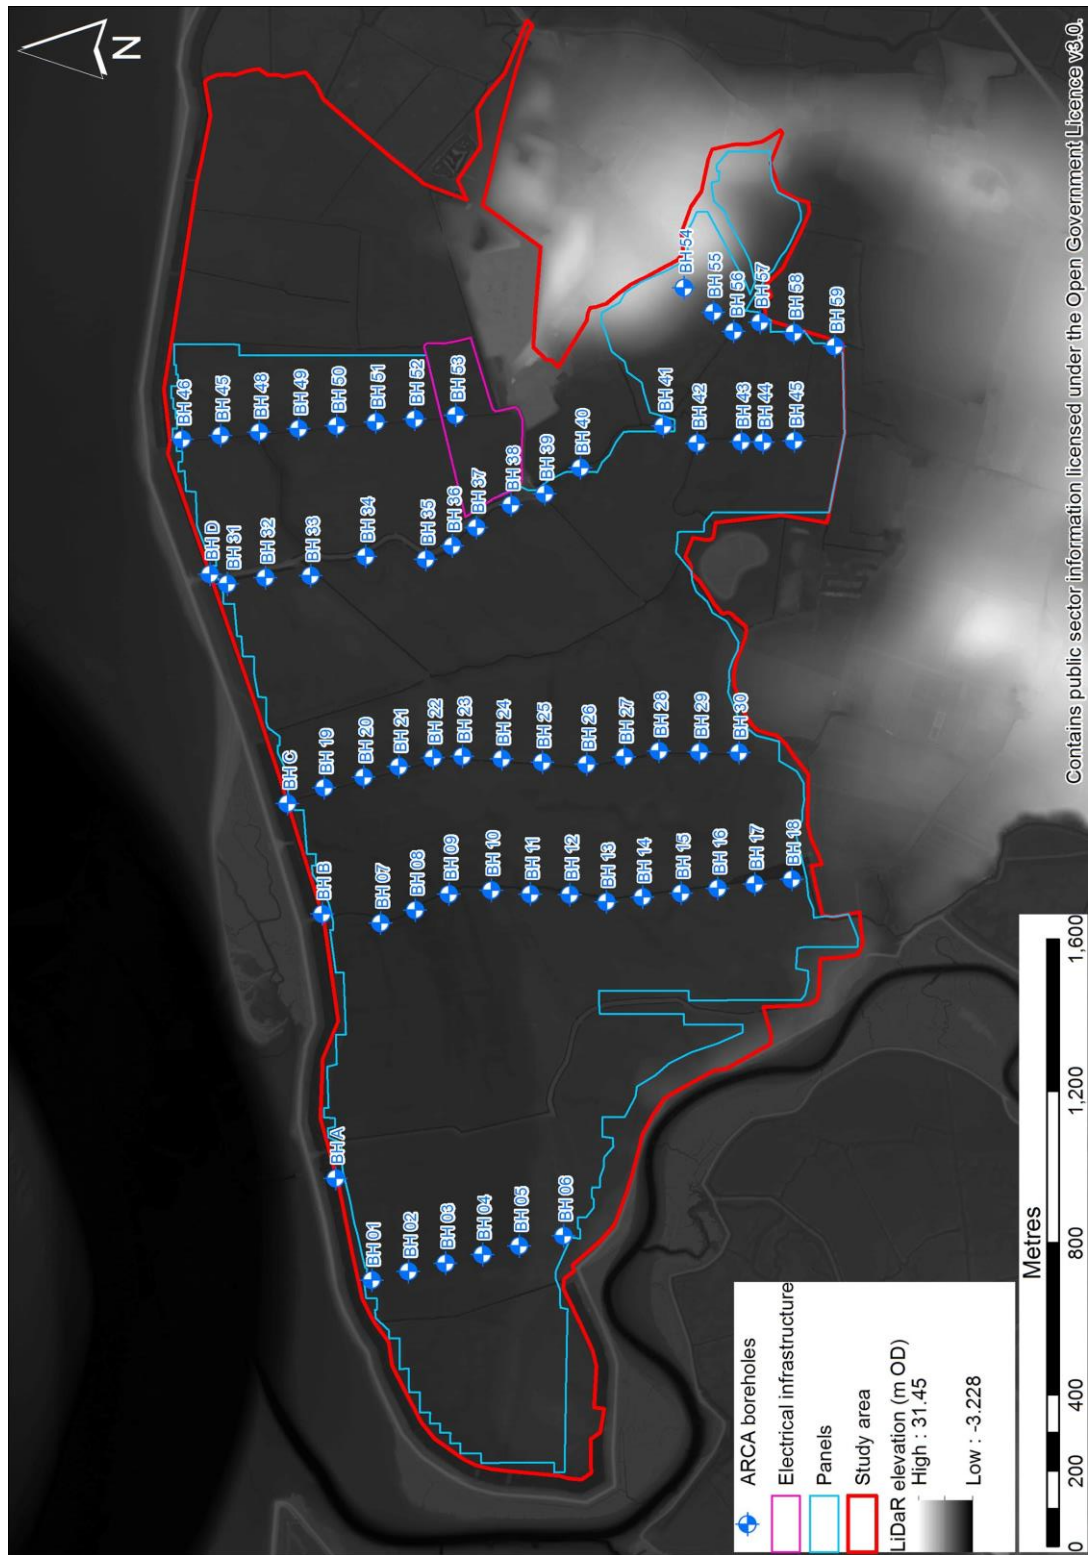 N
BH A
BH B
BH C
BH D
BH 01
BH 02
BH 03
BH 04
BH 05
BH 06
BH 07
BH 08
BH 09
BH 10
BH 11
BH 12
BH 13
BH 14
BH 15
BH 16
BH 17
BH 18
BH 19
BH 20
BH 21
BH 22
BH 23
BH 24
BH 25
BH 26
BH 27
BH 28
BH 29
BH 30
BH 31
BH 32
BH 33
BH 34
BH 35
BH 36
BH 37
BH 38
BH 39
BH 40
BH 41
BH 42
BH 43
BH 44
BH 45
BH 46
BH 45
BH 48
BH 49
BH 50
BH 51
BH 52
BH 53
BH 54
BH 55
BH 56
BH 57
BH 58
BH 59
ARCA boreholes
Electrical infrastructure
Panels
Study area
LiDaR elevation (m OD)
High : 31.45
Low : -3.228
Metres
0 200 400 800 1,200 1,600
Contains public sector information licensed under the Open Government Licence v3.0.